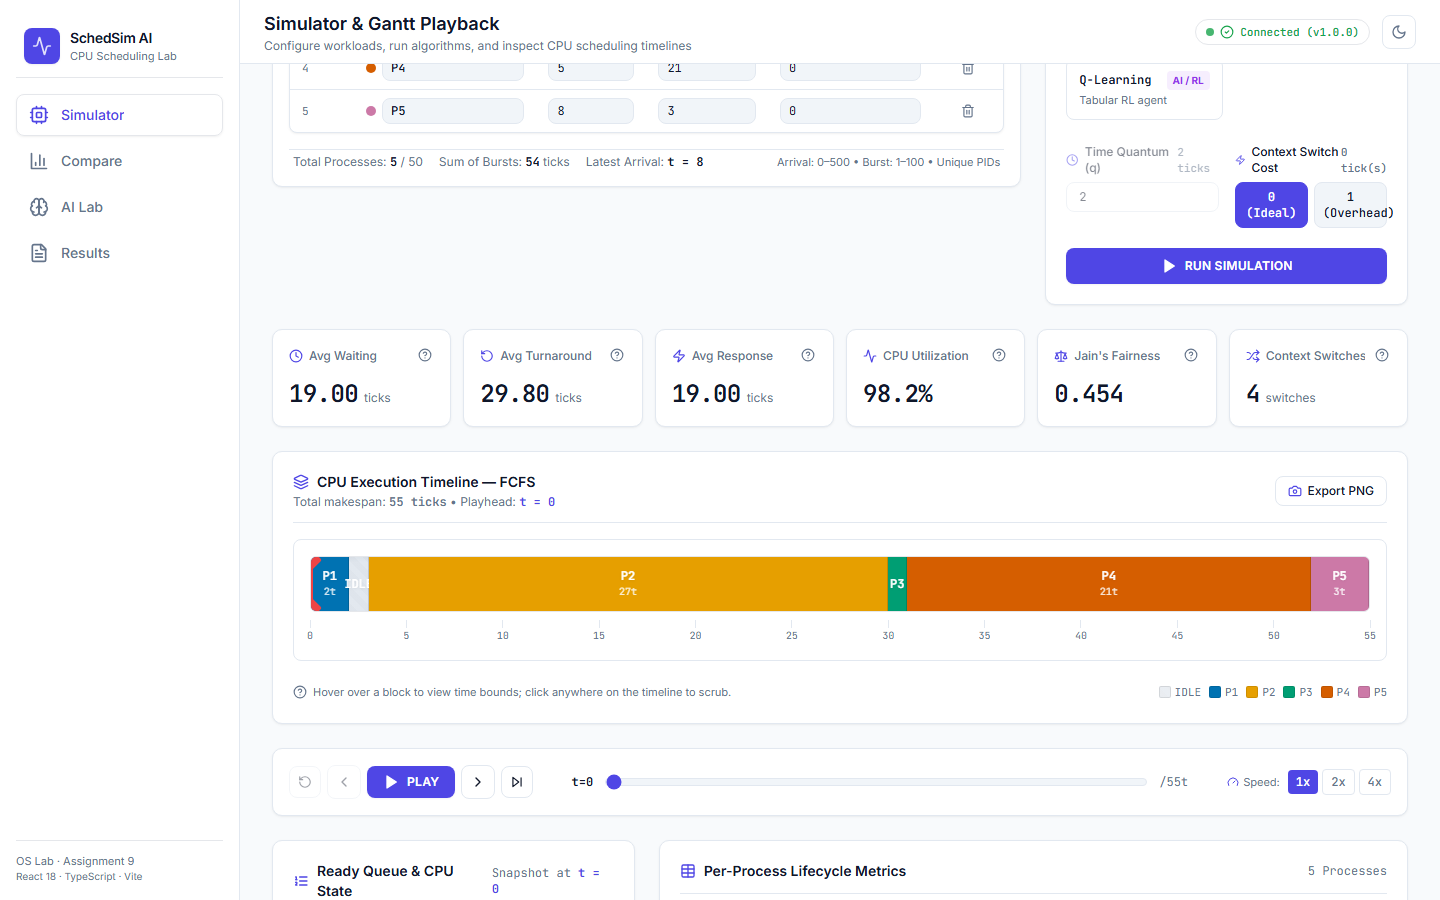 SchedSim AI
CPU Scheduling Lab
Simulator
Compare
AI Lab
Results
OS Lab · Assignment 9
React 18 · TypeScript · Vite
Simulator & Gantt Playback
Configure workloads, run algorithms, and inspect CPU scheduling timelines
Connected (v1.0.0)
4 P4 5 21 0
5 P5 8 3 0
Total Processes: 5 / 50 Sum of Bursts: 54 ticks Latest Arrival: t = 8 Arrival: 0–500 • Burst: 1–100 • Unique PIDs
Q-Learning AI / RL
Tabular RL agent
Time Quantum (q) 2 ticks
2
Context Switch Cost 0 tick(s)
0 (Ideal)
1 (Overhead)
RUN SIMULATION
Avg Waiting
19.00 ticks
Avg Turnaround
29.80 ticks
Avg Response
19.00 ticks
CPU Utilization
98.2%
Jain's Fairness
0.454
Context Switches
4 switches
CPU Execution Timeline — FCFS
Total makespan: 55 ticks • Playhead: t = 0
Export PNG
P1 IDLE P2 P3 P4 P5
2t 27t 21t 3t
0 5 10 15 20 25 30 35 40 45 50 55
Hover over a block to view time bounds; click anywhere on the timeline to scrub.
IDLE P1 P2 P3 P4 P5
PLAY
t=0 /55t
Speed: 1x 2x 4x
Ready Queue & CPU State
Snapshot at t = 0
Per-Process Lifecycle Metrics
5 Processes